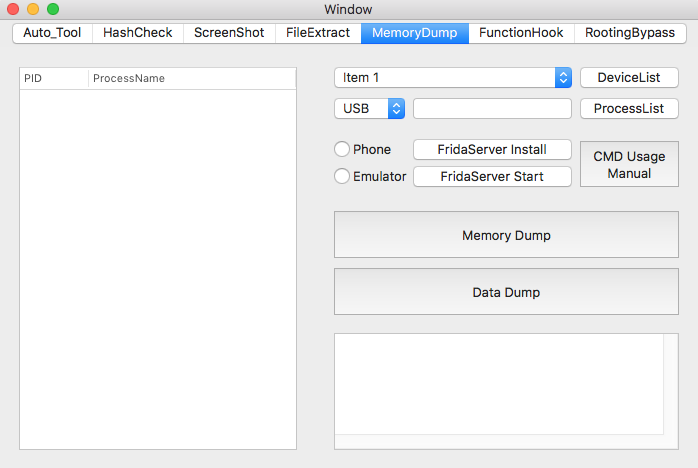 Window
Auto_Tool HashCheck ScreenShot FileExtract MemoryDump FunctionHook RootingBypass
PID ProcessName
Item 1 DeviceList
USB ProcessList
Phone FridaServer Install
Emulator FridaServer Start
CMD Usage
Manual
Memory Dump
Data Dump